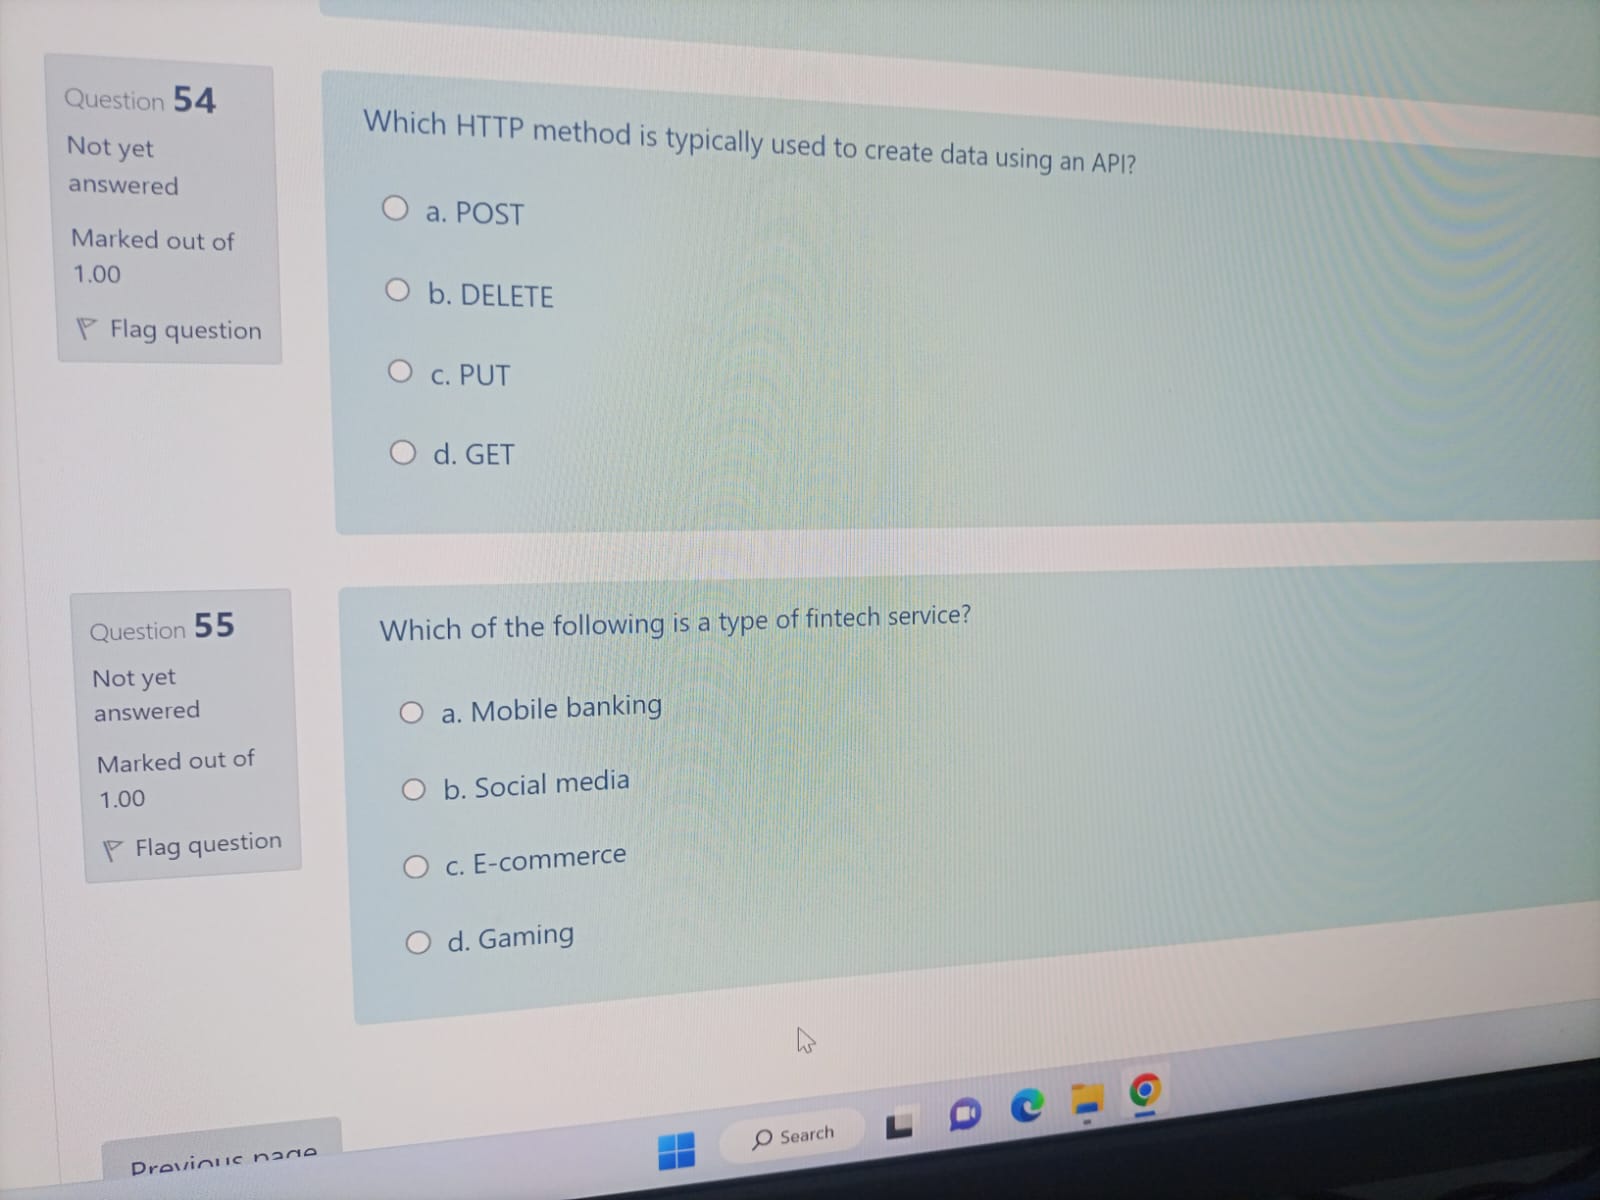 Question 54
Not yet
answered
Marked out of
1.00
Flag question
Which HTTP method is typically used to create data using an API?
a. POST
b. DELETE
c. PUT
d. GET
Question 55
Not yet
answered
Marked out of
1.00
Flag question
Which of the following is a type of fintech service?
a. Mobile banking
b. Social media
c. E-commerce
d. Gaming
Previous page
Search